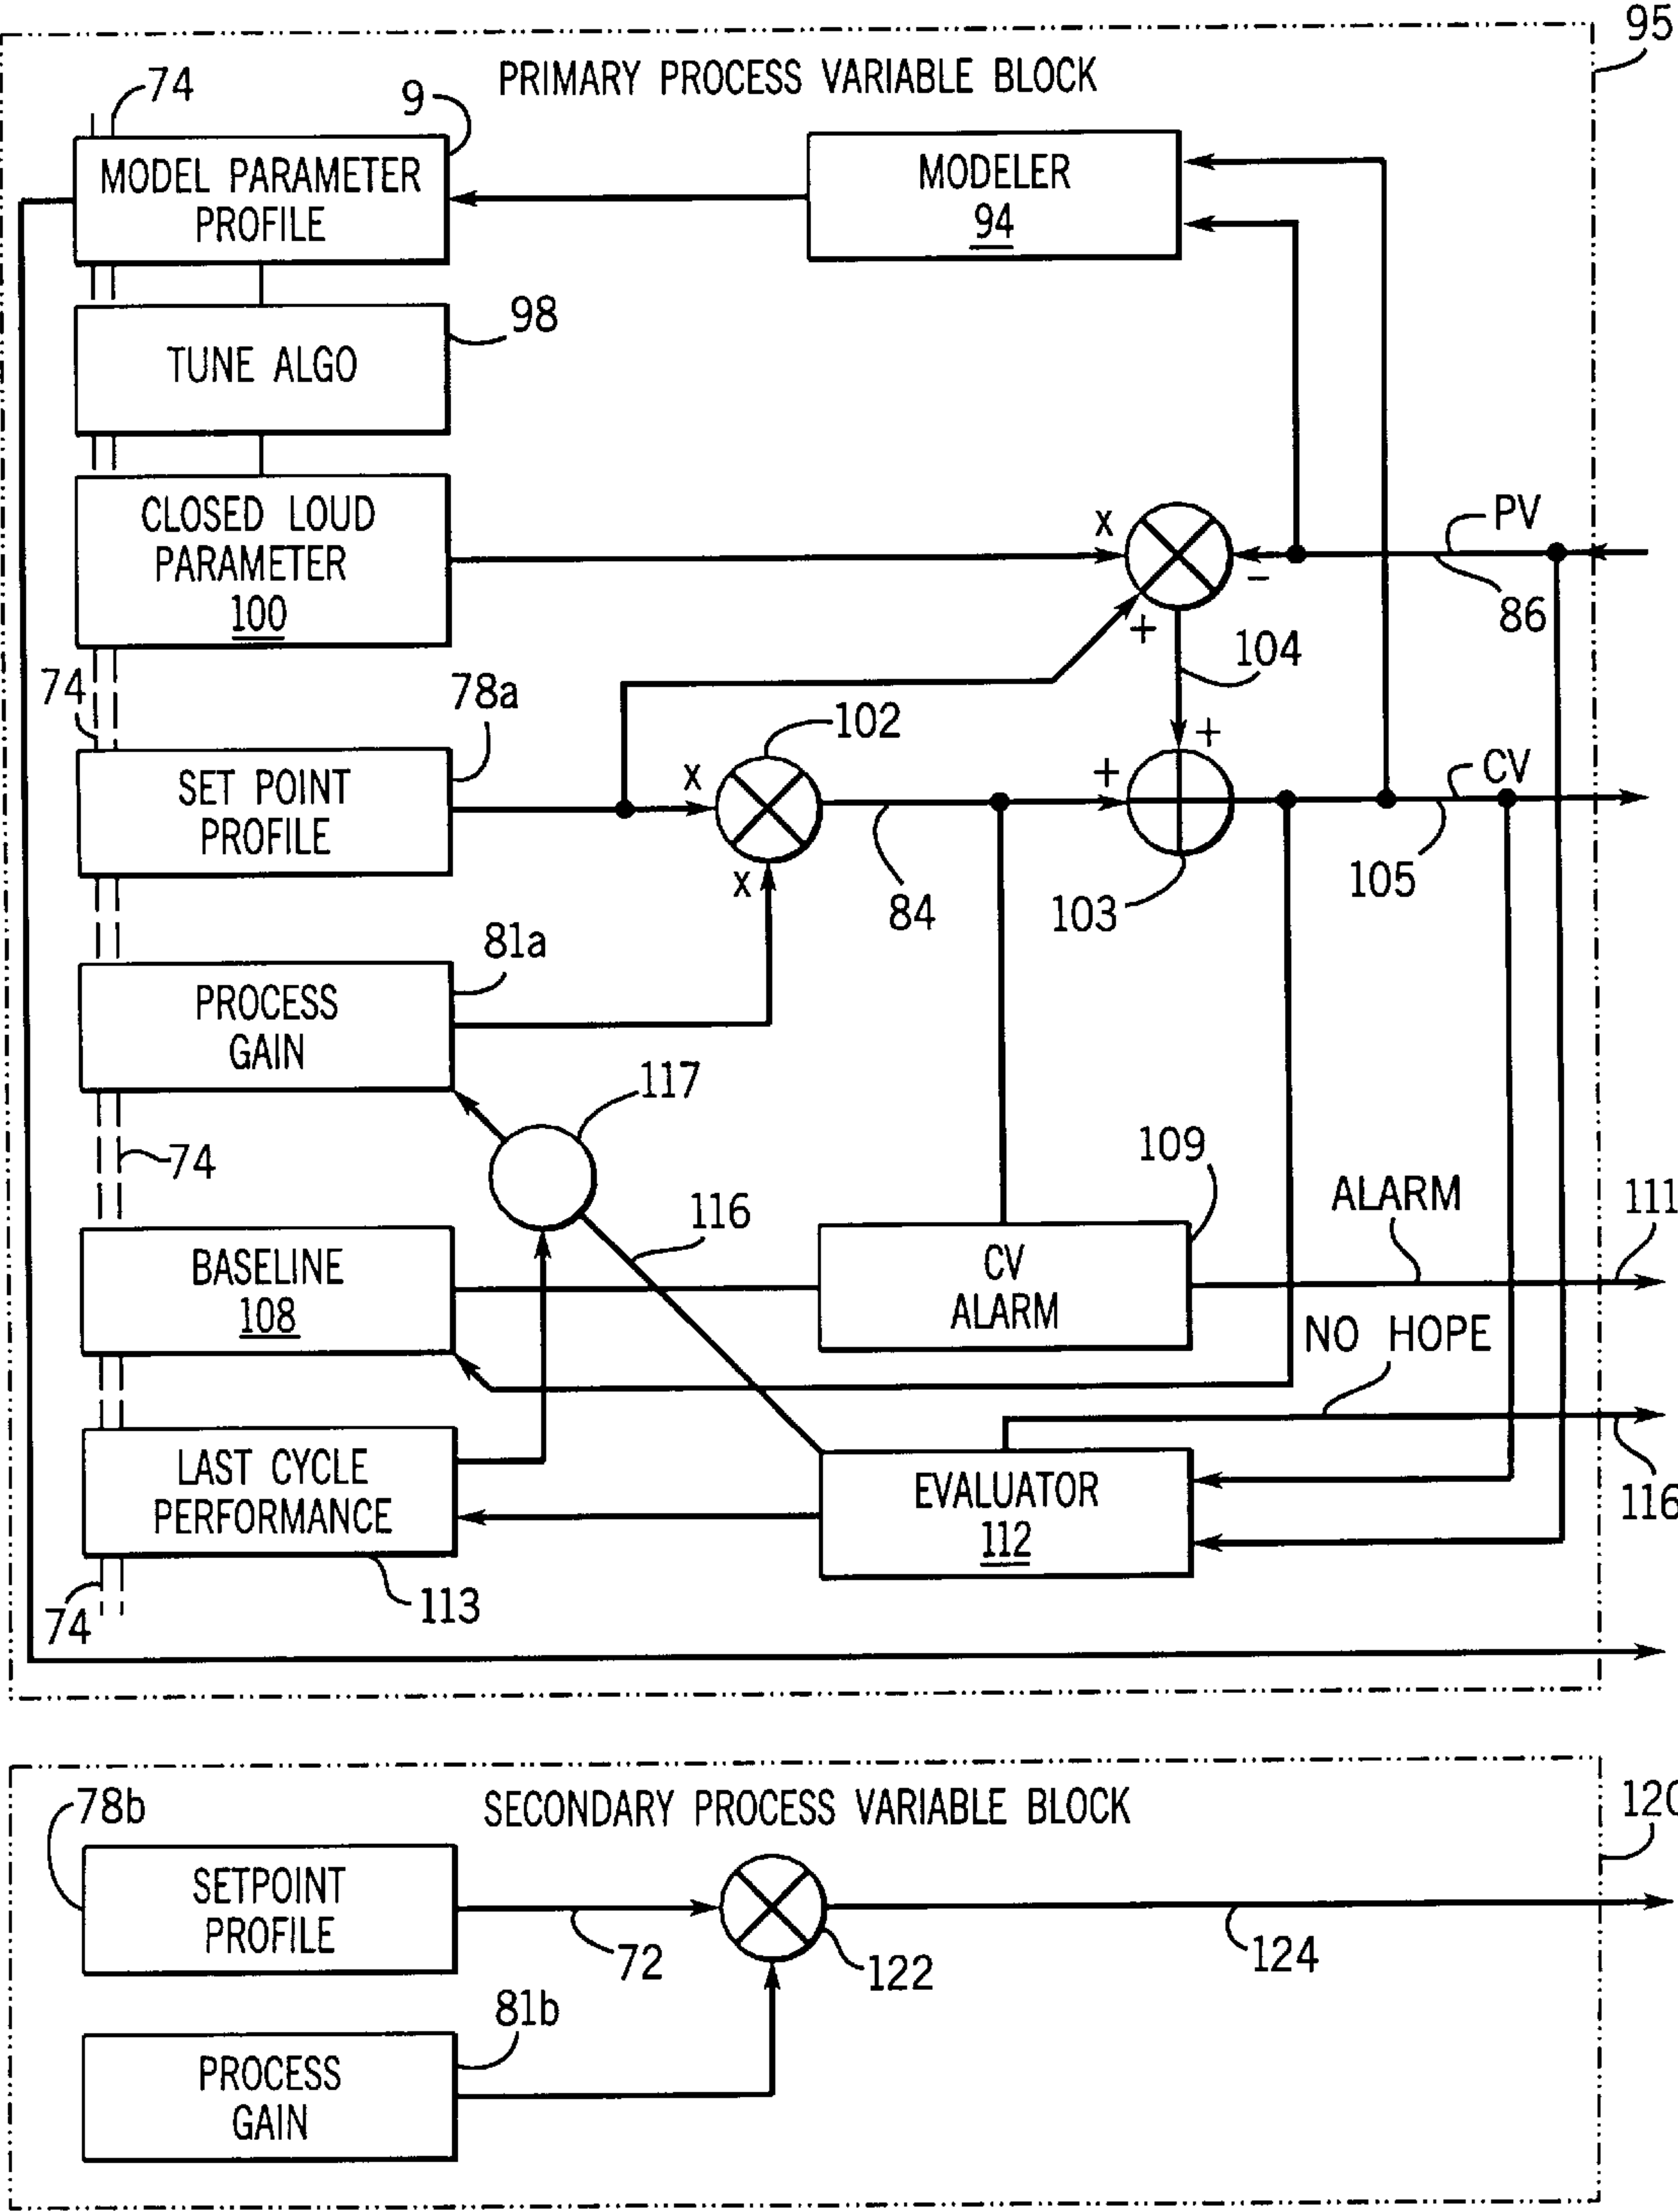 95
PRIMARY PROCESS VARIABLE BLOCK
74
9
MODEL PARAMETER
PROFILE
MODELER
94
98
TUNE ALGO
CLOSED LOUD
PARAMETER
100
X
PV
−
86
+
104
74
78a
102
+
SET POINT
PROFILE
X
+
CV
X
84
103
105
81a
PROCESS
GAIN
117
74
109
116
ALARM
111
BASELINE
108
CV
ALARM
NO HOPE
LAST CYCLE
PERFORMANCE
EVALUATOR
112
116
74
113
78b
SECONDARY PROCESS VARIABLE BLOCK
120
SETPOINT
PROFILE
72
122
124
81b
PROCESS
GAIN